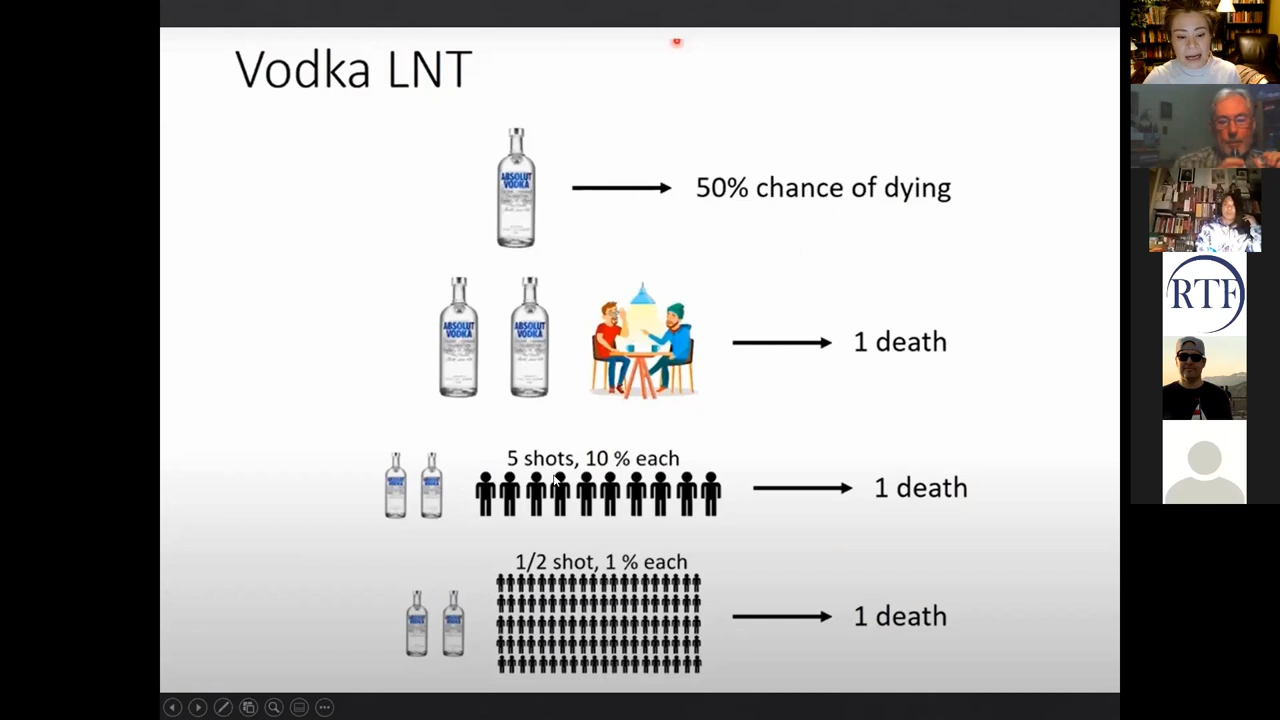 Vodka LNT
ABSOLUT
VODKA
50% chance of dying
ABSOLUT
VODKA
ABSOLUT
VODKA
1 death
5 shots, 10 % each
1 death
1/2 shot, 1 % each
1 death
RTF